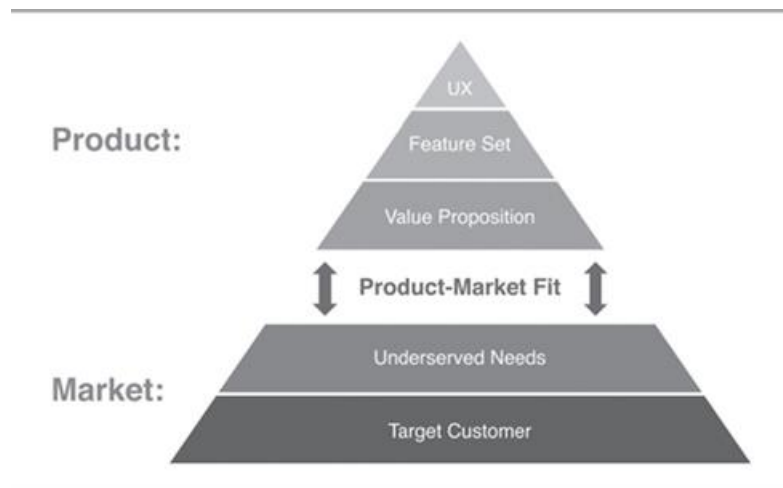 UX
Product:
Feature Set
Value Proposition
Product-Market Fit
Underserved Needs
Market:
Target Customer